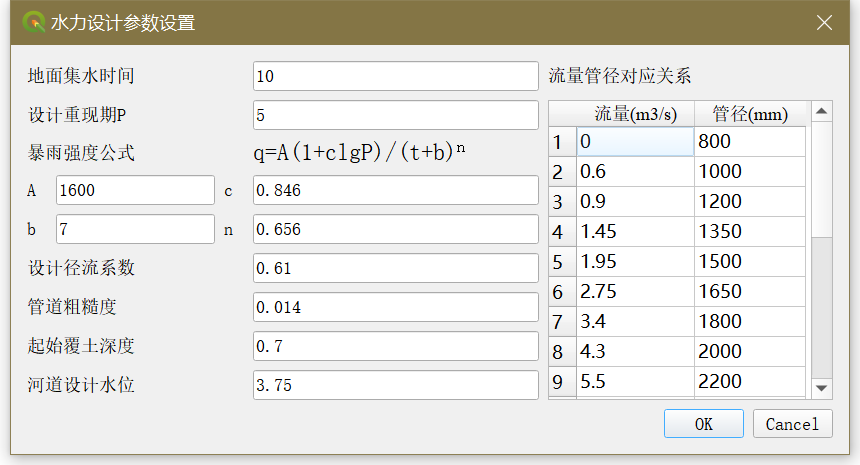 水力设计参数设置
地面集水时间 10
设计重现期P 5
暴雨强度公式 q=A(1+clgP)/(t+b)ⁿ
A 1600 c 0.846
b 7 n 0.656
设计径流系数 0.61
管道粗糙度 0.014
起始覆土深度 0.7
河道设计水位 3.75
流量管径对应关系
流量(m3/s) 管径(mm)
1 0 800
2 0.6 1000
3 0.9 1200
4 1.45 1350
5 1.95 1500
6 2.75 1650
7 3.4 1800
8 4.3 2000
9 5.5 2200
OK Cancel